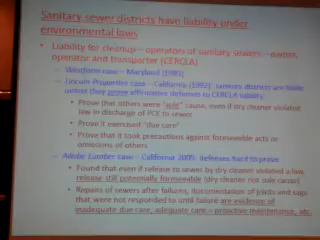 Sanitary sewer districts have liability under
environmental laws
• Liability for cleanup – operators of sanitary sewers – owner,
operator and transporter (CERCLA)
– Westfarm case – Maryland (1995)
– Lincoln Properties case – California (1992): sanitary districts are liable
unless they prove affirmative defenses to CERCLA liability
• Prove that others were "sole" cause, even if dry cleaner violated
law in discharge of PCE to sewer
• Prove it exercised "due care"
• Prove that it took precautions against foreseeable acts or
omissions of others
– Adobe Lumber case – California 2009: defenses hard to prove
• Found that even if release to sewer by dry cleaner violated law,
release still potentially foreseeable (dry cleaner not sole cause)
• Repairs of sewers after failures, documentation of joints and sags
that were not responded to until failure are evidence of
inadequate due care, adequate care = proactive maintenance, etc.